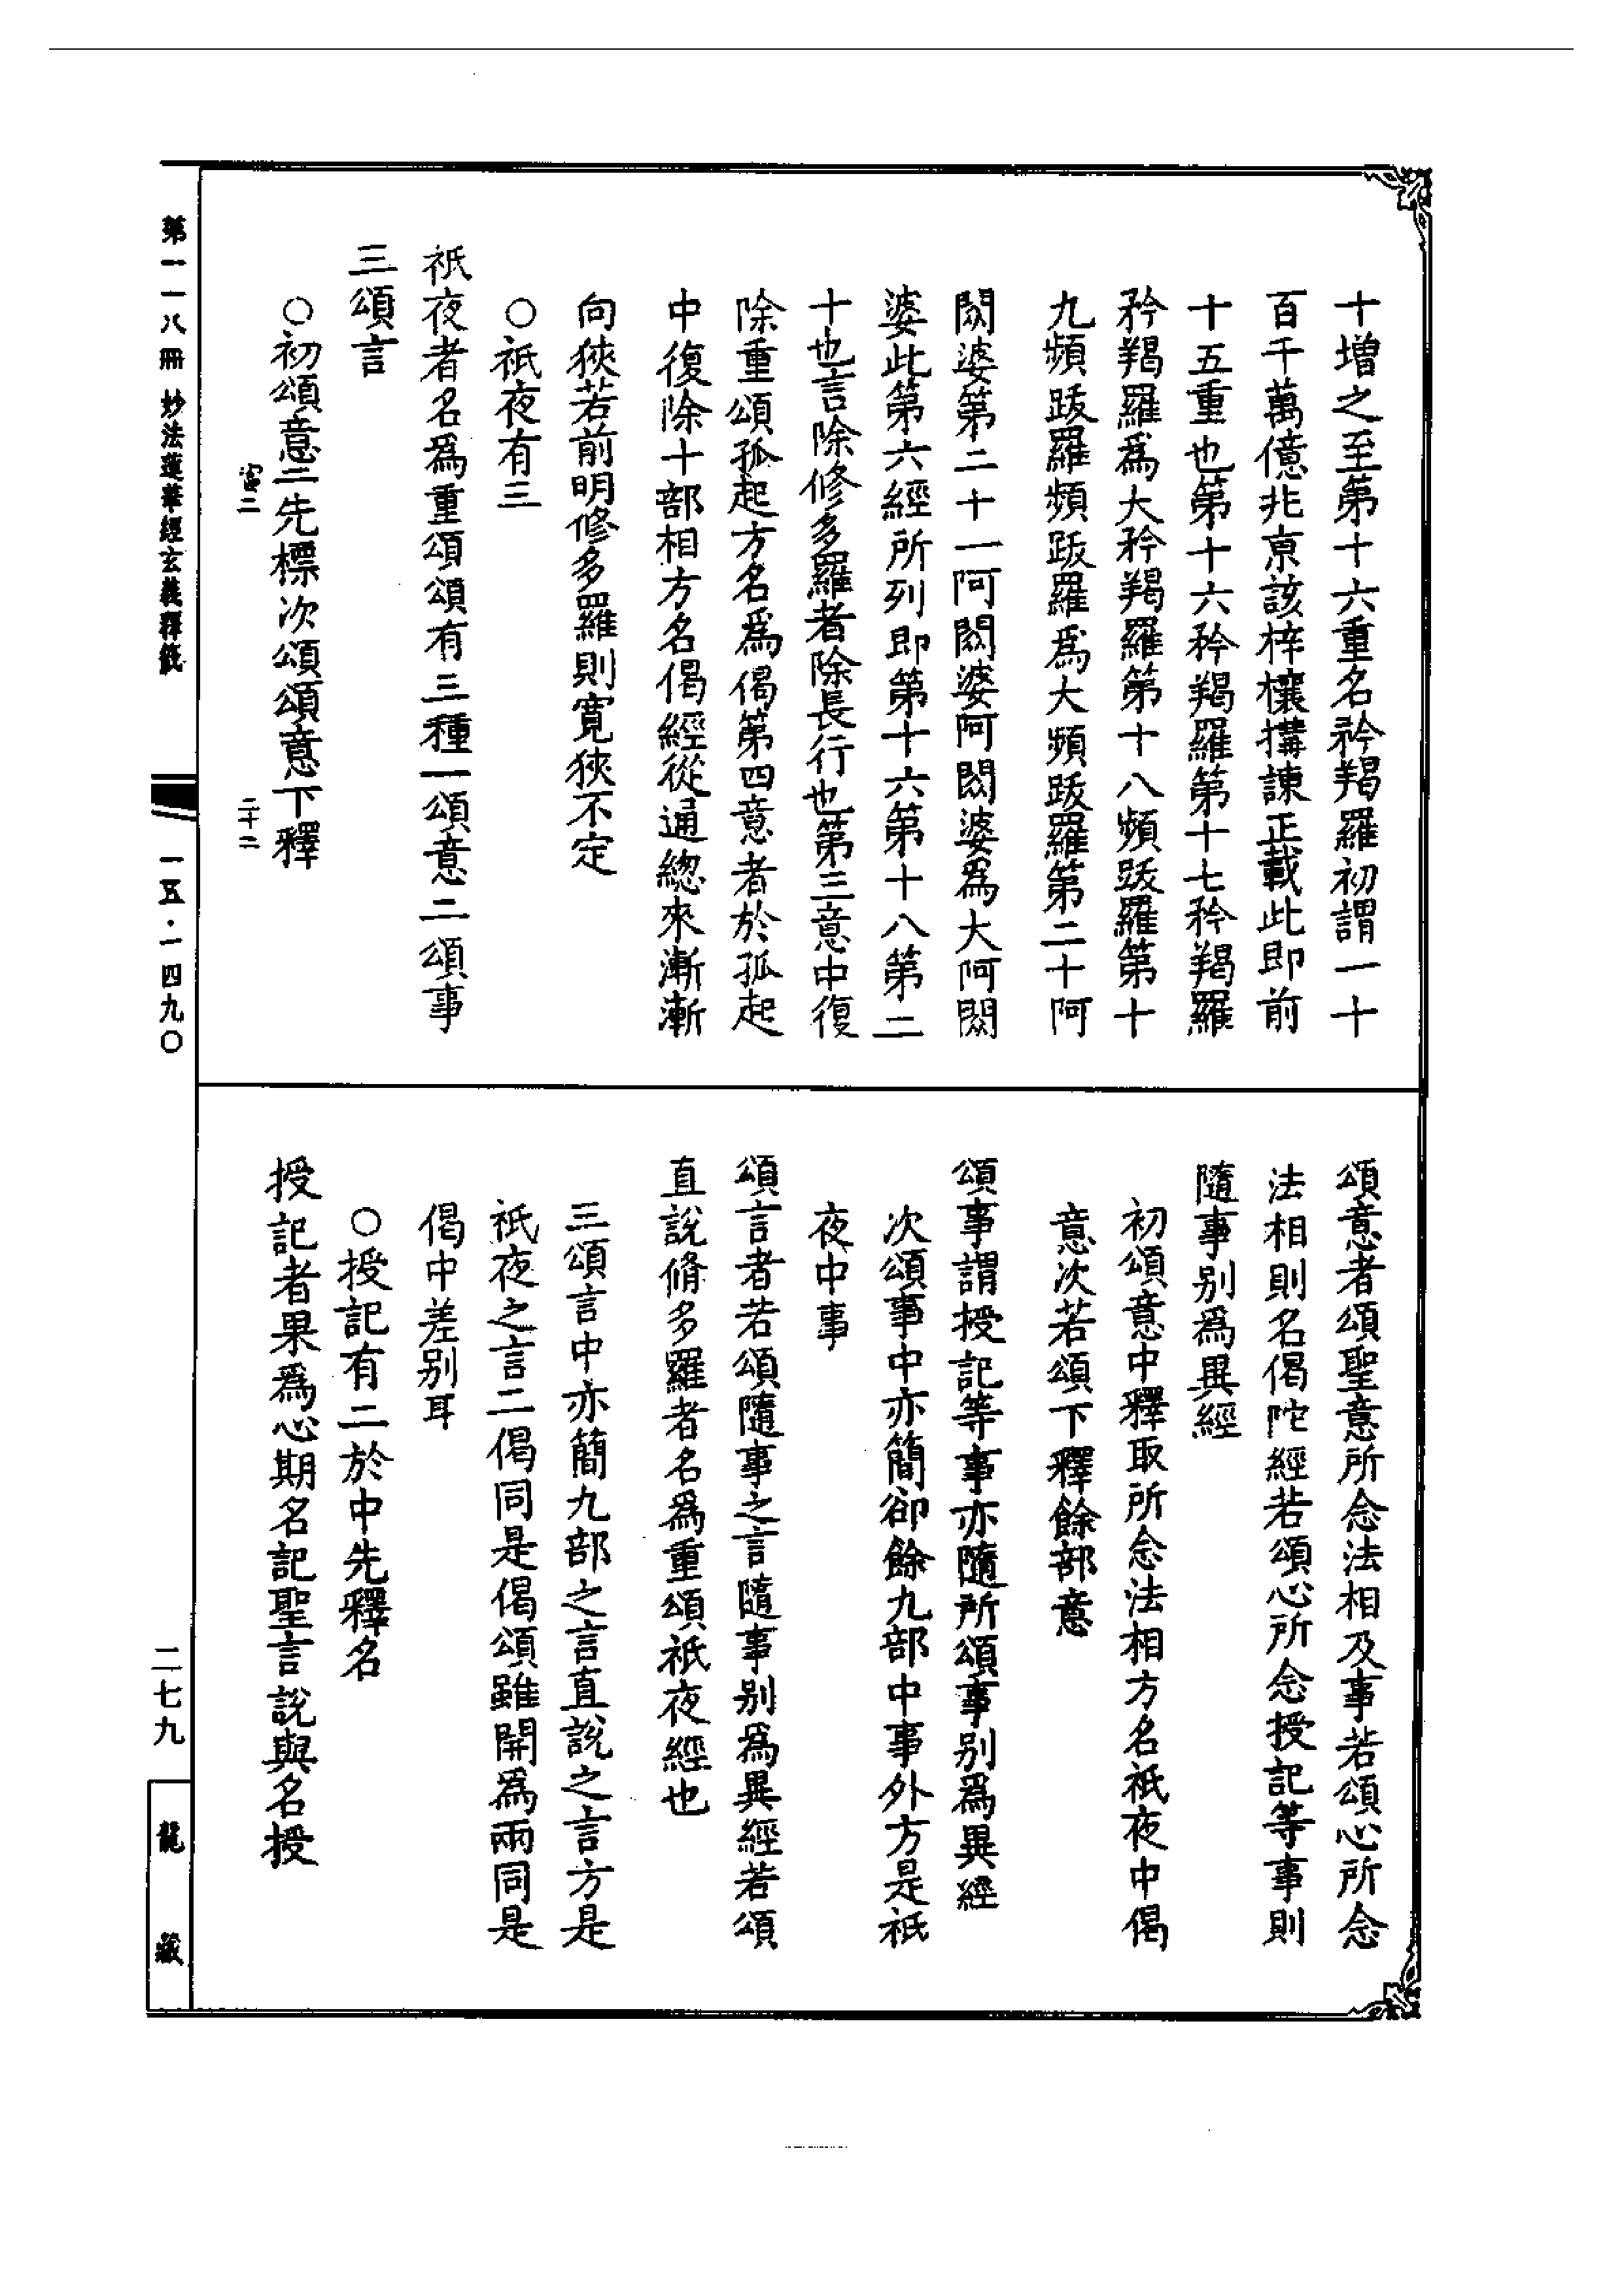 十增之至第十六重名矜羯羅初謂一十
百千萬億兆京該梓欀搆諫正載此即前
十五重也第十六矜羯羅第十七矜羯羅
矜羯羅爲大矜羯羅第十八頻跋羅第十
九頻跋羅頻跋羅爲大頻跋羅第二十阿
閦婆第二十一阿閦婆阿閦婆爲大阿閦
婆此第六經所列即第十六第十八第二
十也言除修多羅者除長行也第三意中復
除重頌孤起方名爲偈第四意者於孤起
中復除十部相方名偈經從通總來漸漸
向狹若前明修多羅則寬狹不定
○祇夜有三
祇夜者名爲重頌頌有三種一頌意二頌事
三頌言
○初頌意二先標次頌頌意下釋
二十二
頌意者頌聖意所念法相及事若頌心所念
法相則名偈陀經若頌心所念授記等事則
隨事别爲異經
初頌意中釋取所念法相方名祇夜中偈
意次若頌下釋餘部意
頌事謂授記等事亦隨所頌事别爲異經
次頌事中亦簡卻餘九部中事外方是祇
夜中事
頌言者若頌隨事之言隨事别爲異經若頌
直說脩多羅者名爲重頌祇夜經也
三頌言中亦簡九部之言直說之言方是
祇夜之言二偈同是偈頌雖開爲兩同是
偈中差别耳
○授記有二於中先釋名
授記者果爲心期名記聖言說與名授
第一一八冊 妙法蓮華經玄義釋籤
一五·一四九〇
二七九
龍藏